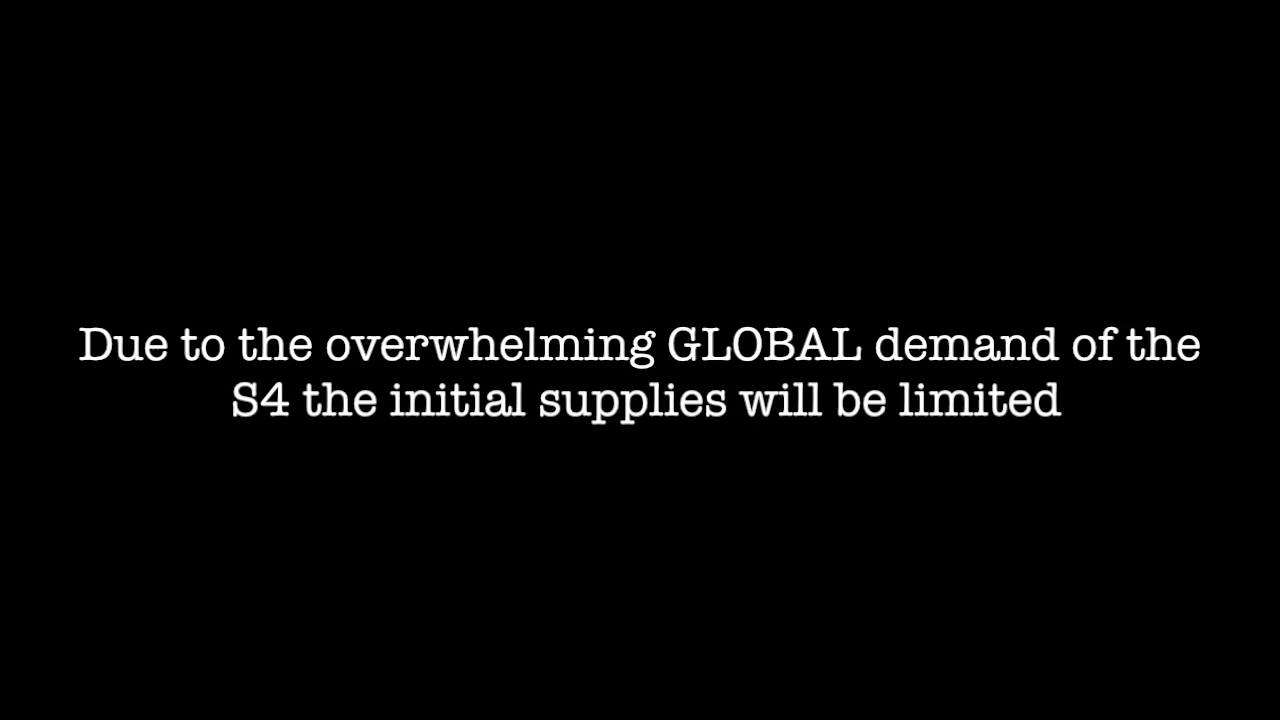 Due to the overwhelming GLOBAL demand of the
S4 the initial supplies will be limited